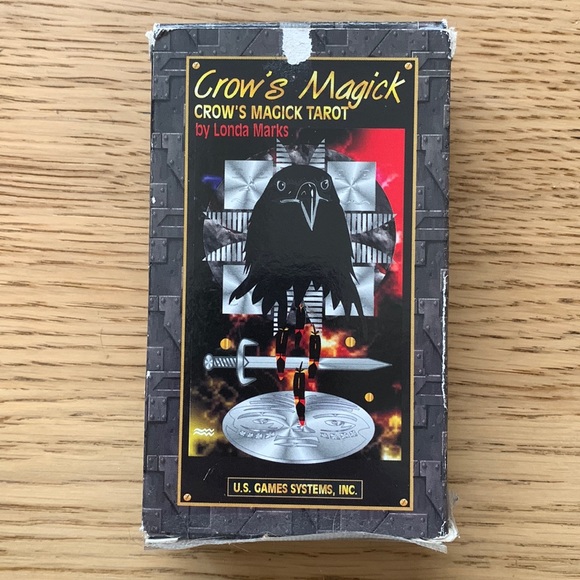 Crow's Magick
CROW'S MAGICK TAROT
by Londa Marks
U.S. GAMES SYSTEMS, INC.